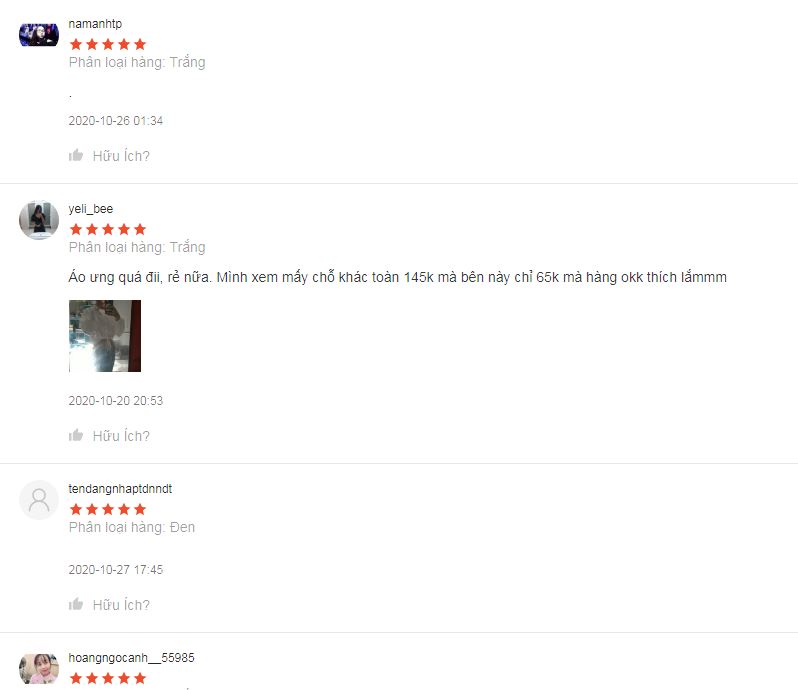 namanhtp
Phân loại hàng: Trắng
.
2020-10-26 01:34
Hữu Ích?
yeli_bee
Phân loại hàng: Trắng
Áo ưng quá đii, rẻ nữa. Mình xem mấy chỗ khác toàn 145k mà bên này chỉ 65k mà hàng okk thích lắmmm
2020-10-20 20:53
Hữu Ích?
tendangnhaptdnndt
Phân loại hàng: Đen
2020-10-27 17:45
Hữu Ích?
hoangngocanh__55985